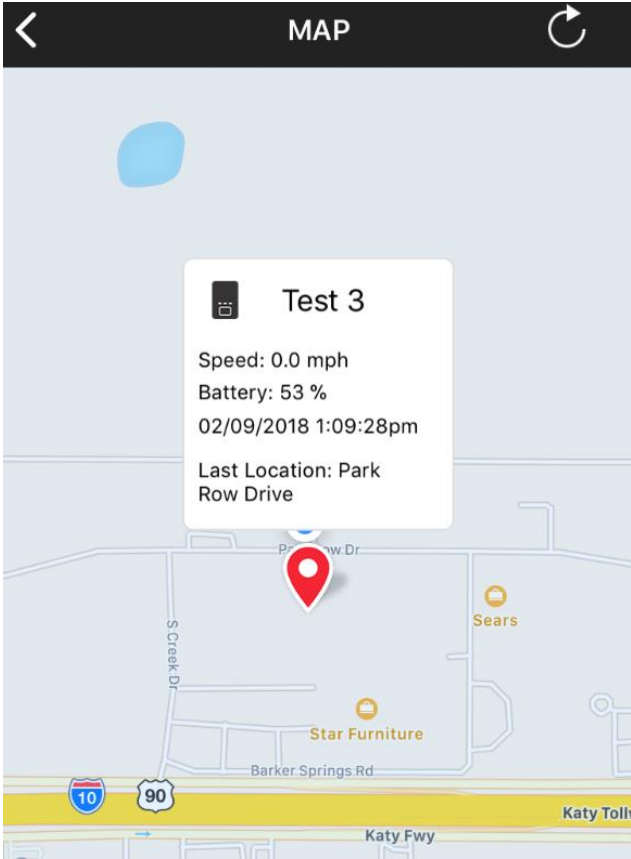 MAP
Test 3
Speed: 0.0 mph
Battery: 53 %
02/09/2018 1:09:28pm
Last Location: Park
Row Drive
Sears
S Creek Dr
Star Furniture
Barker Springs Rd
10
90
Katy
Katy Fwy